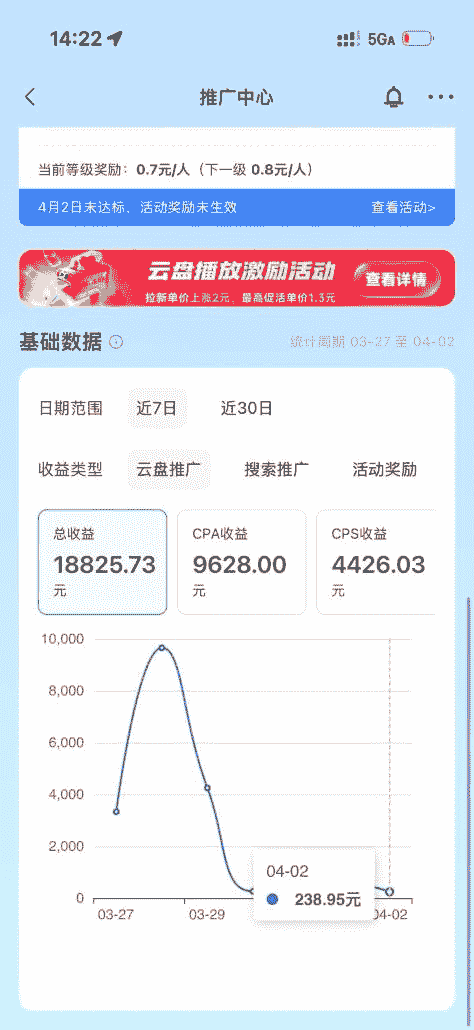 14:22
5GA
推广中心
当前等级奖励：0.7元/人（下一级 0.8元/人）
4月2日未达标、活动奖励未生效
查看活动>
云盘播放激励活动
拉新单价上涨2元、最高促活单价1.3元
查看详情
基础数据
统计周期 03-27 至 04-02
日期范围
近7日
近30日
收益类型
云盘推广
搜索推广
活动奖励
总收益
18825.73
元
CPA收益
9628.00
元
CPS收益
4426.03
元
10,000
8,000
6,000
4,000
2,000
0
04-02
238.95元
03-27
03-29
04-02